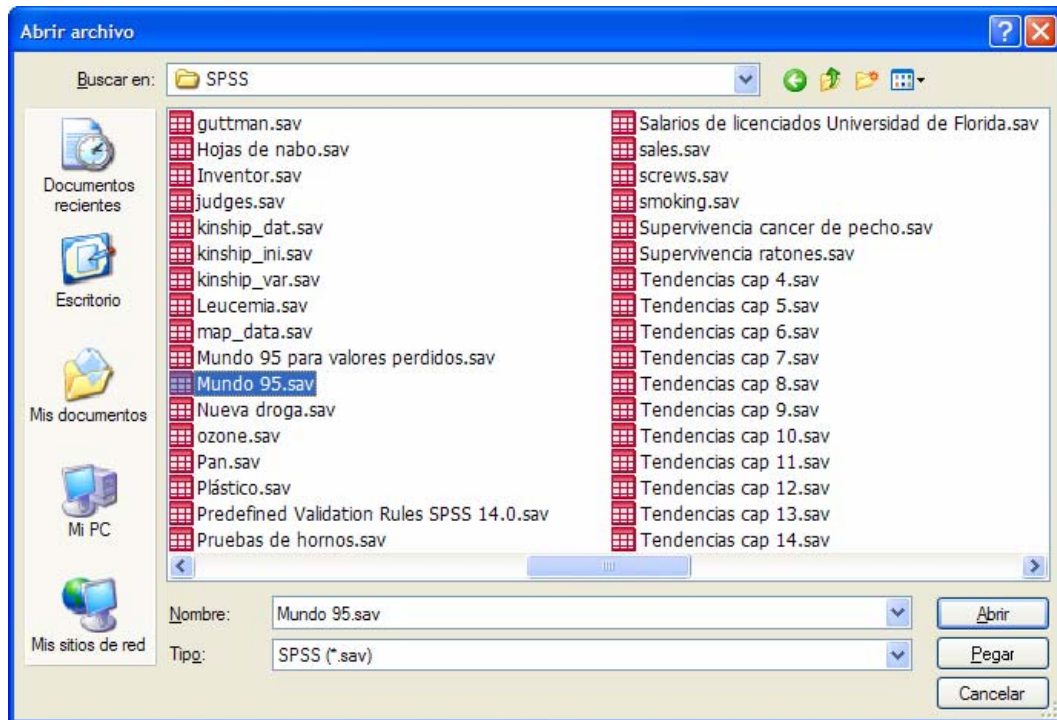 Abrir archivo
Buscar en:
SPSS
Documentos
recientes
Escritorio
Mis documentos
Mi PC
Mis sitios de red
guttman.sav
Hojas de nabo.sav
Inventor.sav
judges.sav
kinship_dat.sav
kinship_ini.sav
kinship_var.sav
Leucemia.sav
map_data.sav
Mundo 95 para valores perdidos.sav
Mundo 95.sav
Nueva droga.sav
ozone.sav
Pan.sav
Plástico.sav
Predefined Validation Rules SPSS 14.0.sav
Pruebas de hornos.sav
Salarios de licenciados Universidad de Florida.sav
sales.sav
screws.sav
smoking.sav
Supervivencia cancer de pecho.sav
Supervivencia ratones.sav
Tendencias cap 4.sav
Tendencias cap 5.sav
Tendencias cap 6.sav
Tendencias cap 7.sav
Tendencias cap 8.sav
Tendencias cap 9.sav
Tendencias cap 10.sav
Tendencias cap 11.sav
Tendencias cap 12.sav
Tendencias cap 13.sav
Tendencias cap 14.sav
Nombre:
Mundo 95.sav
Abrir
Tipo:
SPSS (*.sav)
Pegar
Cancelar